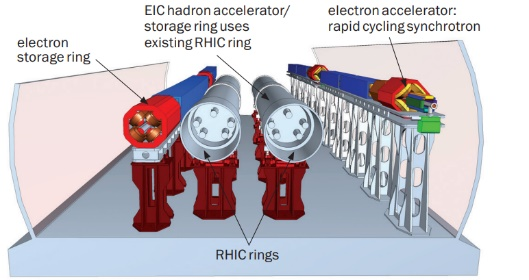 EIC hadron accelerator/
storage ring uses
existing RHIC ring
electron accelerator:
rapid cycling synchrotron
electron
storage ring
RHIC rings